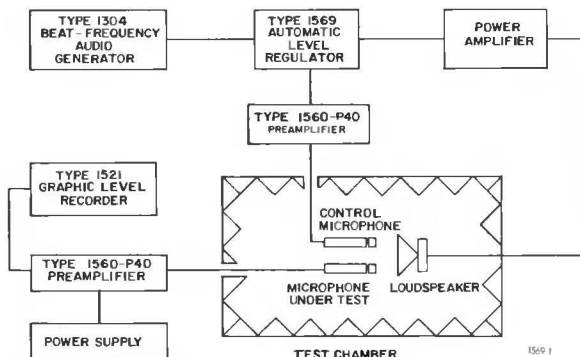 TYPE 1304
BEAT-FREQUENCY
AUDIO
GENERATOR
TYPE 1569
AUTOMATIC
LEVEL
REGULATOR
POWER
AMPLIFIER
TYPE 1560-P40
PREAMPLIFIER
TYPE 1521
GRAPHIC LEVEL
RECORDER
CONTROL
MICROPHONE
TYPE 1560-P40
PREAMPLIFIER
MICROPHONE
UNDER TEST
LOUDSPEAKER
POWER SUPPLY
TEST CHAMBER
1569-1